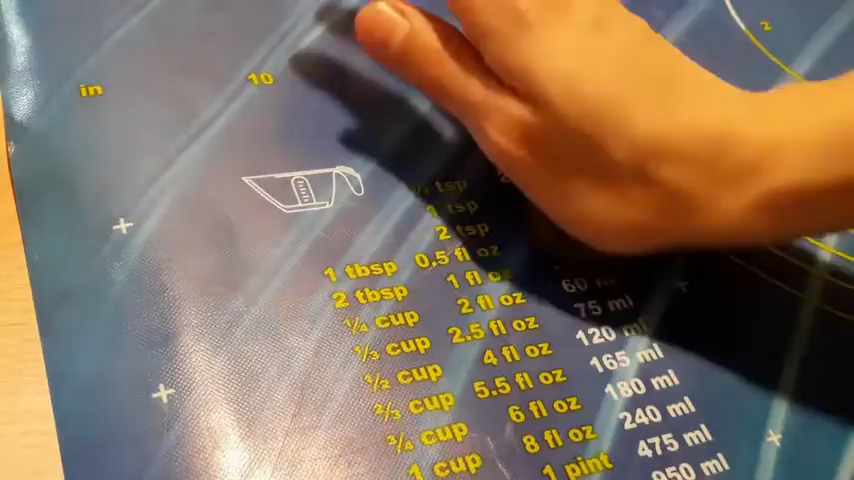 2
in 10
tsp
1 tsp
2 tsp
1 tbsp 0.5 fl oz
2 tbsp 1 fl oz 60 ml
¼ cup 2 fl oz 75 ml
⅓ cup 2.5 fl oz 120 ml
½ cup 4 fl oz 165 ml
⅔ cup 5.5 fl oz 180 ml
¾ cup 6 fl oz 240 ml
1 cup 8 fl oz 475 ml
1 pint 950 ml